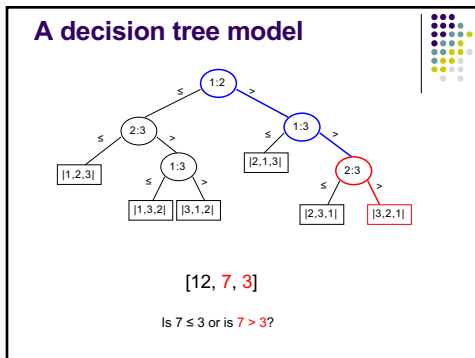 A decision tree model
1:2
≤ >
2:3 1:3
≤ > ≤ >
|1,2,3| 1:3 |2,1,3| 2:3
≤ > ≤ >
|1,3,2| |3,1,2| |2,3,1| |3,2,1|
[12, 7, 3]
Is 7 ≤ 3 or is 7 > 3?